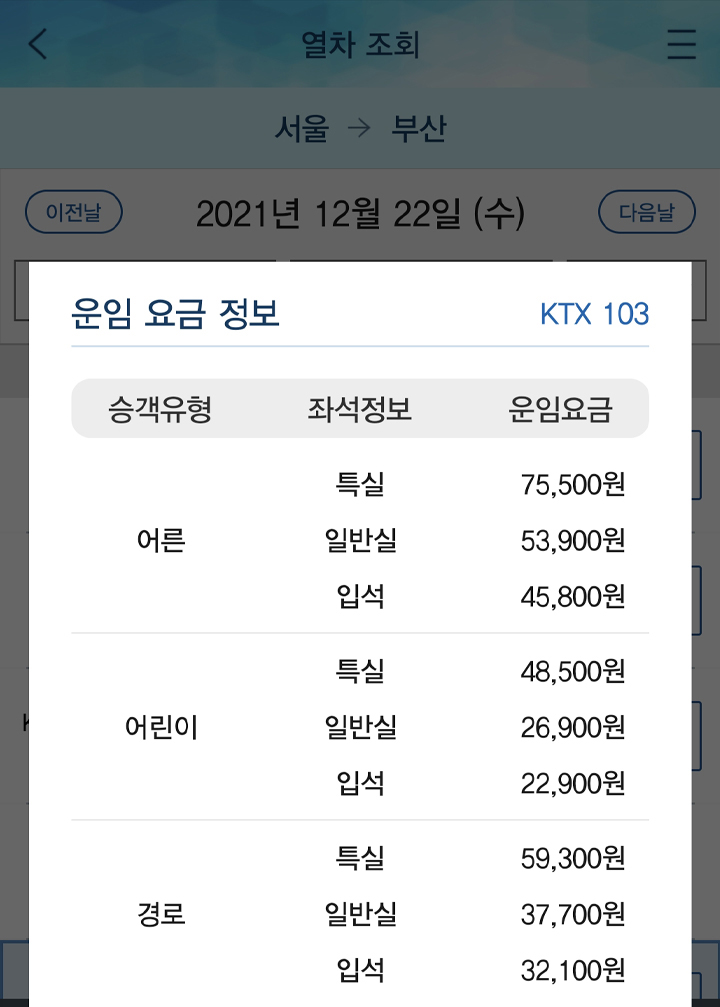 열차 조회
서울 → 부산
이전날 2021년 12월 22일 (수) 다음날
운임 요금 정보 KTX 103
승객유형 좌석정보 운임요금
특실 75,500원
어른 일반실 53,900원
입석 45,800원
특실 48,500원
어린이 일반실 26,900원
입석 22,900원
특실 59,300원
경로 일반실 37,700원
입석 32,100원